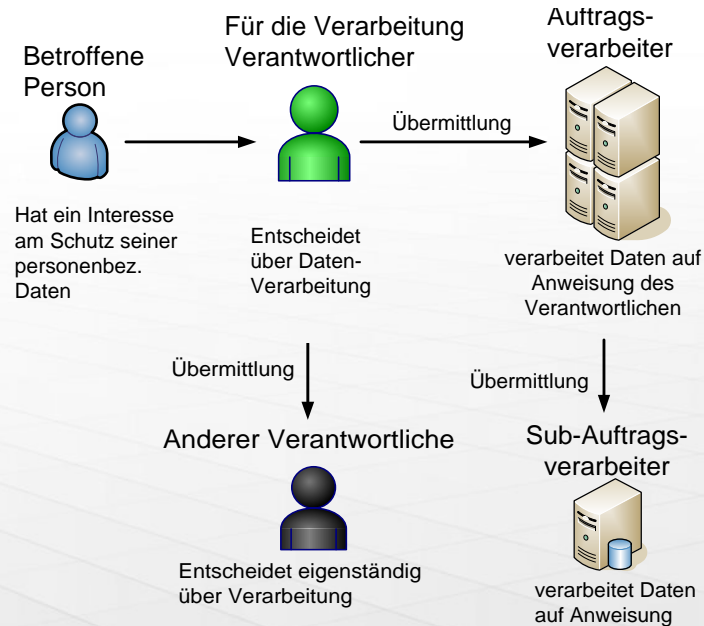 Betroffene
Person
Hat ein Interesse
am Schutz seiner
personenbez.
Daten
Für die Verarbeitung
Verantwortlicher
Entscheidet
über Daten-
Verarbeitung
Übermittlung
Auftrags-
verarbeiter
verarbeitet Daten auf
Anweisung des
Verantwortlichen
Übermittlung
Anderer Verantwortliche
Entscheidet eigenständig
über Verarbeitung
Übermittlung
Sub-Auftrags-
verarbeiter
verarbeitet Daten
auf Anweisung